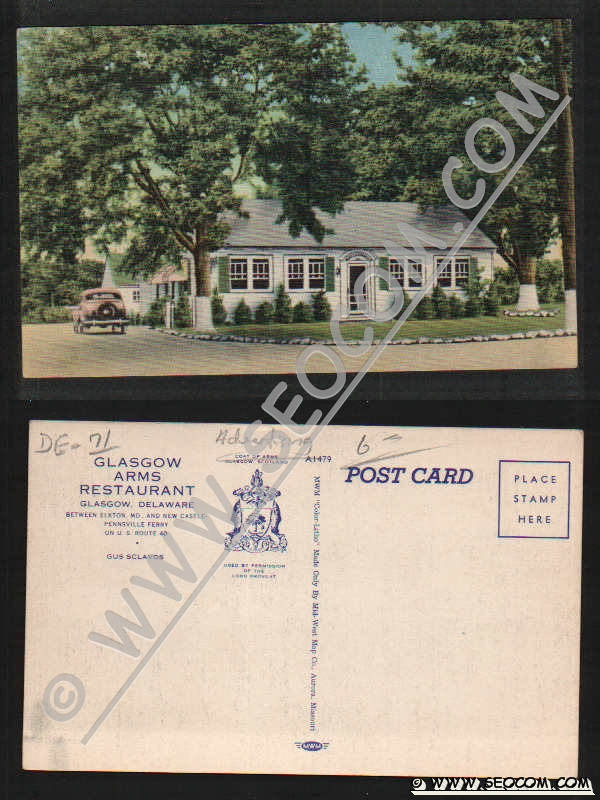 © WWW.SEOCOM.COM
DE-71
Advertising
6
GLASGOW
ARMS
RESTAURANT
GLASGOW, DELAWARE
BETWEEN ELKTON, MD., AND NEW CASTLE-
PENNSVILLE FERRY
ON U. S. ROUTE 40
•
GUS SCLAVOS
COAT OF ARMS
GLASGOW, SCOTLAND
USED BY PERMISSION
OF THE
LORD PROVOST
A1479
MWM "Color-Litho" Made Only By Mid-West Map Co., Aurora, Missouri
MWM
POST CARD
PLACE
STAMP
HERE
© WWW.SEOCOM.COM